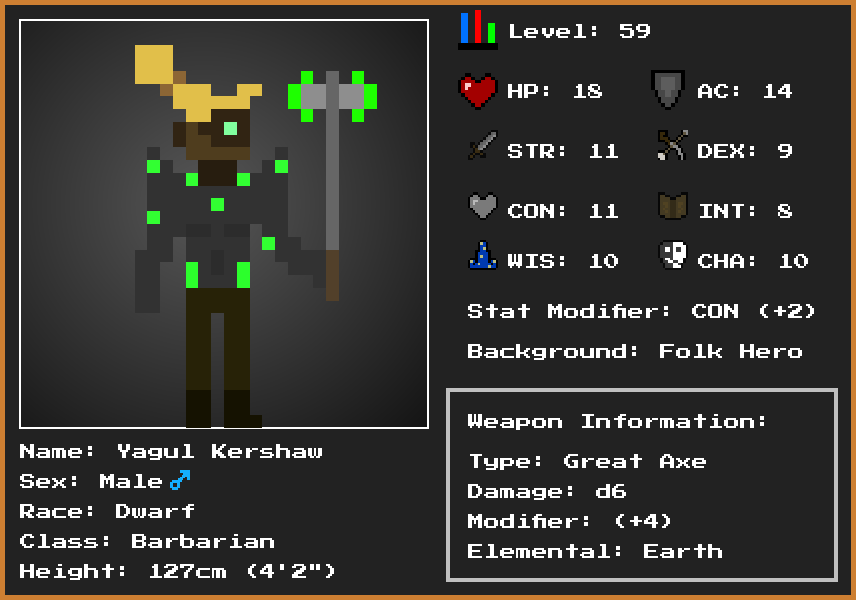 Level: 59
HP: 18
AC: 14
STR: 11
DEX: 9
CON: 11
INT: 8
WIS: 10
CHA: 10
Stat Modifier: CON (+2)
Background: Folk Hero
Weapon Information:
Type: Great Axe
Damage: d6
Modifier: (+4)
Elemental: Earth
Name: Yagul Kershaw
Sex: Male ♂
Race: Dwarf
Class: Barbarian
Height: 127cm (4'2")